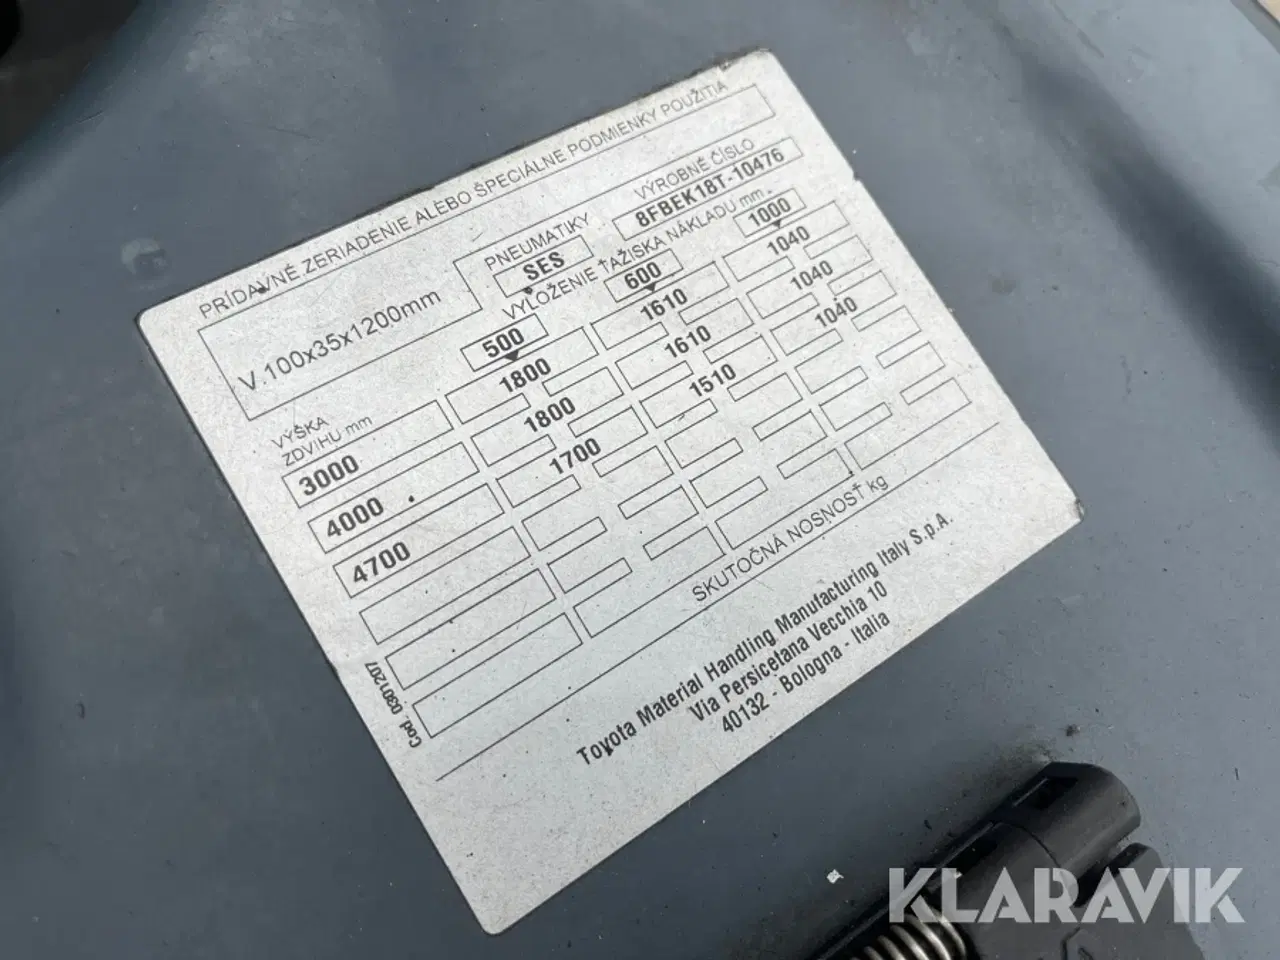 PRÍDAVNÉ ZERIADENIE ALEBO ŠPECIÁLNE PODMIENKY POUŽITIA
V.100x35x1200mm
PNEUMATIKY
SES
VÝROBNÉ ČÍSLO
8FBEK18T-10476
VÝŠKA
ZDVIHU mm
VYLOŽENIE ŤAŽISKA NÁKLADU mm
500 600 1000
3000 1800 1610 1040
4000 1800 1610 1040
4700 1700 1510 1040
SKUTOČNÁ NOSNOSŤ kg
Cod. 0301207
Toyota Material Handling Manufacturing Italy S.p.A.
Via Persicetana Vecchia 10
40132 - Bologna - Italia
KLARAVIK